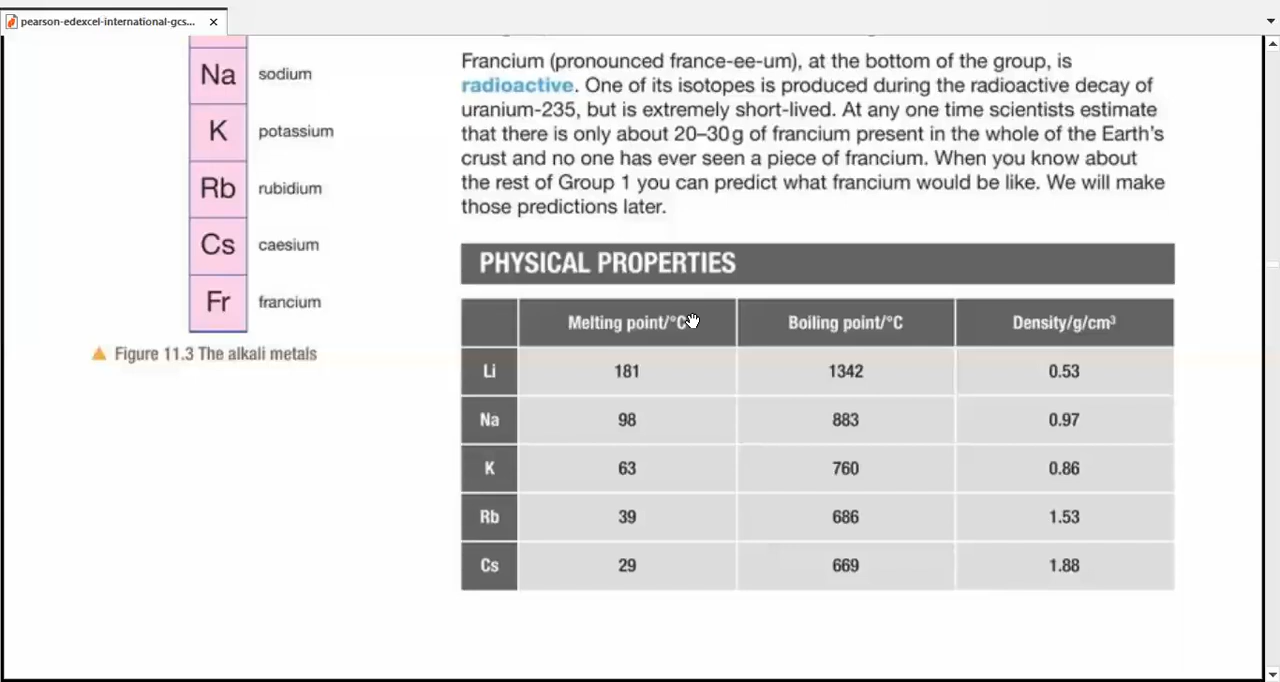 pearson-edexcel-international-gcs...
Na sodium
K potassium
Rb rubidium
Cs caesium
Fr francium
Figure 11.3 The alkali metals
Francium (pronounced france-ee-um), at the bottom of the group, is
radioactive. One of its isotopes is produced during the radioactive decay of
uranium-235, but is extremely short-lived. At any one time scientists estimate
that there is only about 20–30 g of francium present in the whole of the Earth's
crust and no one has ever seen a piece of francium. When you know about
the rest of Group 1 you can predict what francium would be like. We will make
those predictions later.
PHYSICAL PROPERTIES
Melting point/°C Boiling point/°C Density/g/cm³
Li 181 1342 0.53
Na 98 883 0.97
K 63 760 0.86
Rb 39 686 1.53
Cs 29 669 1.88